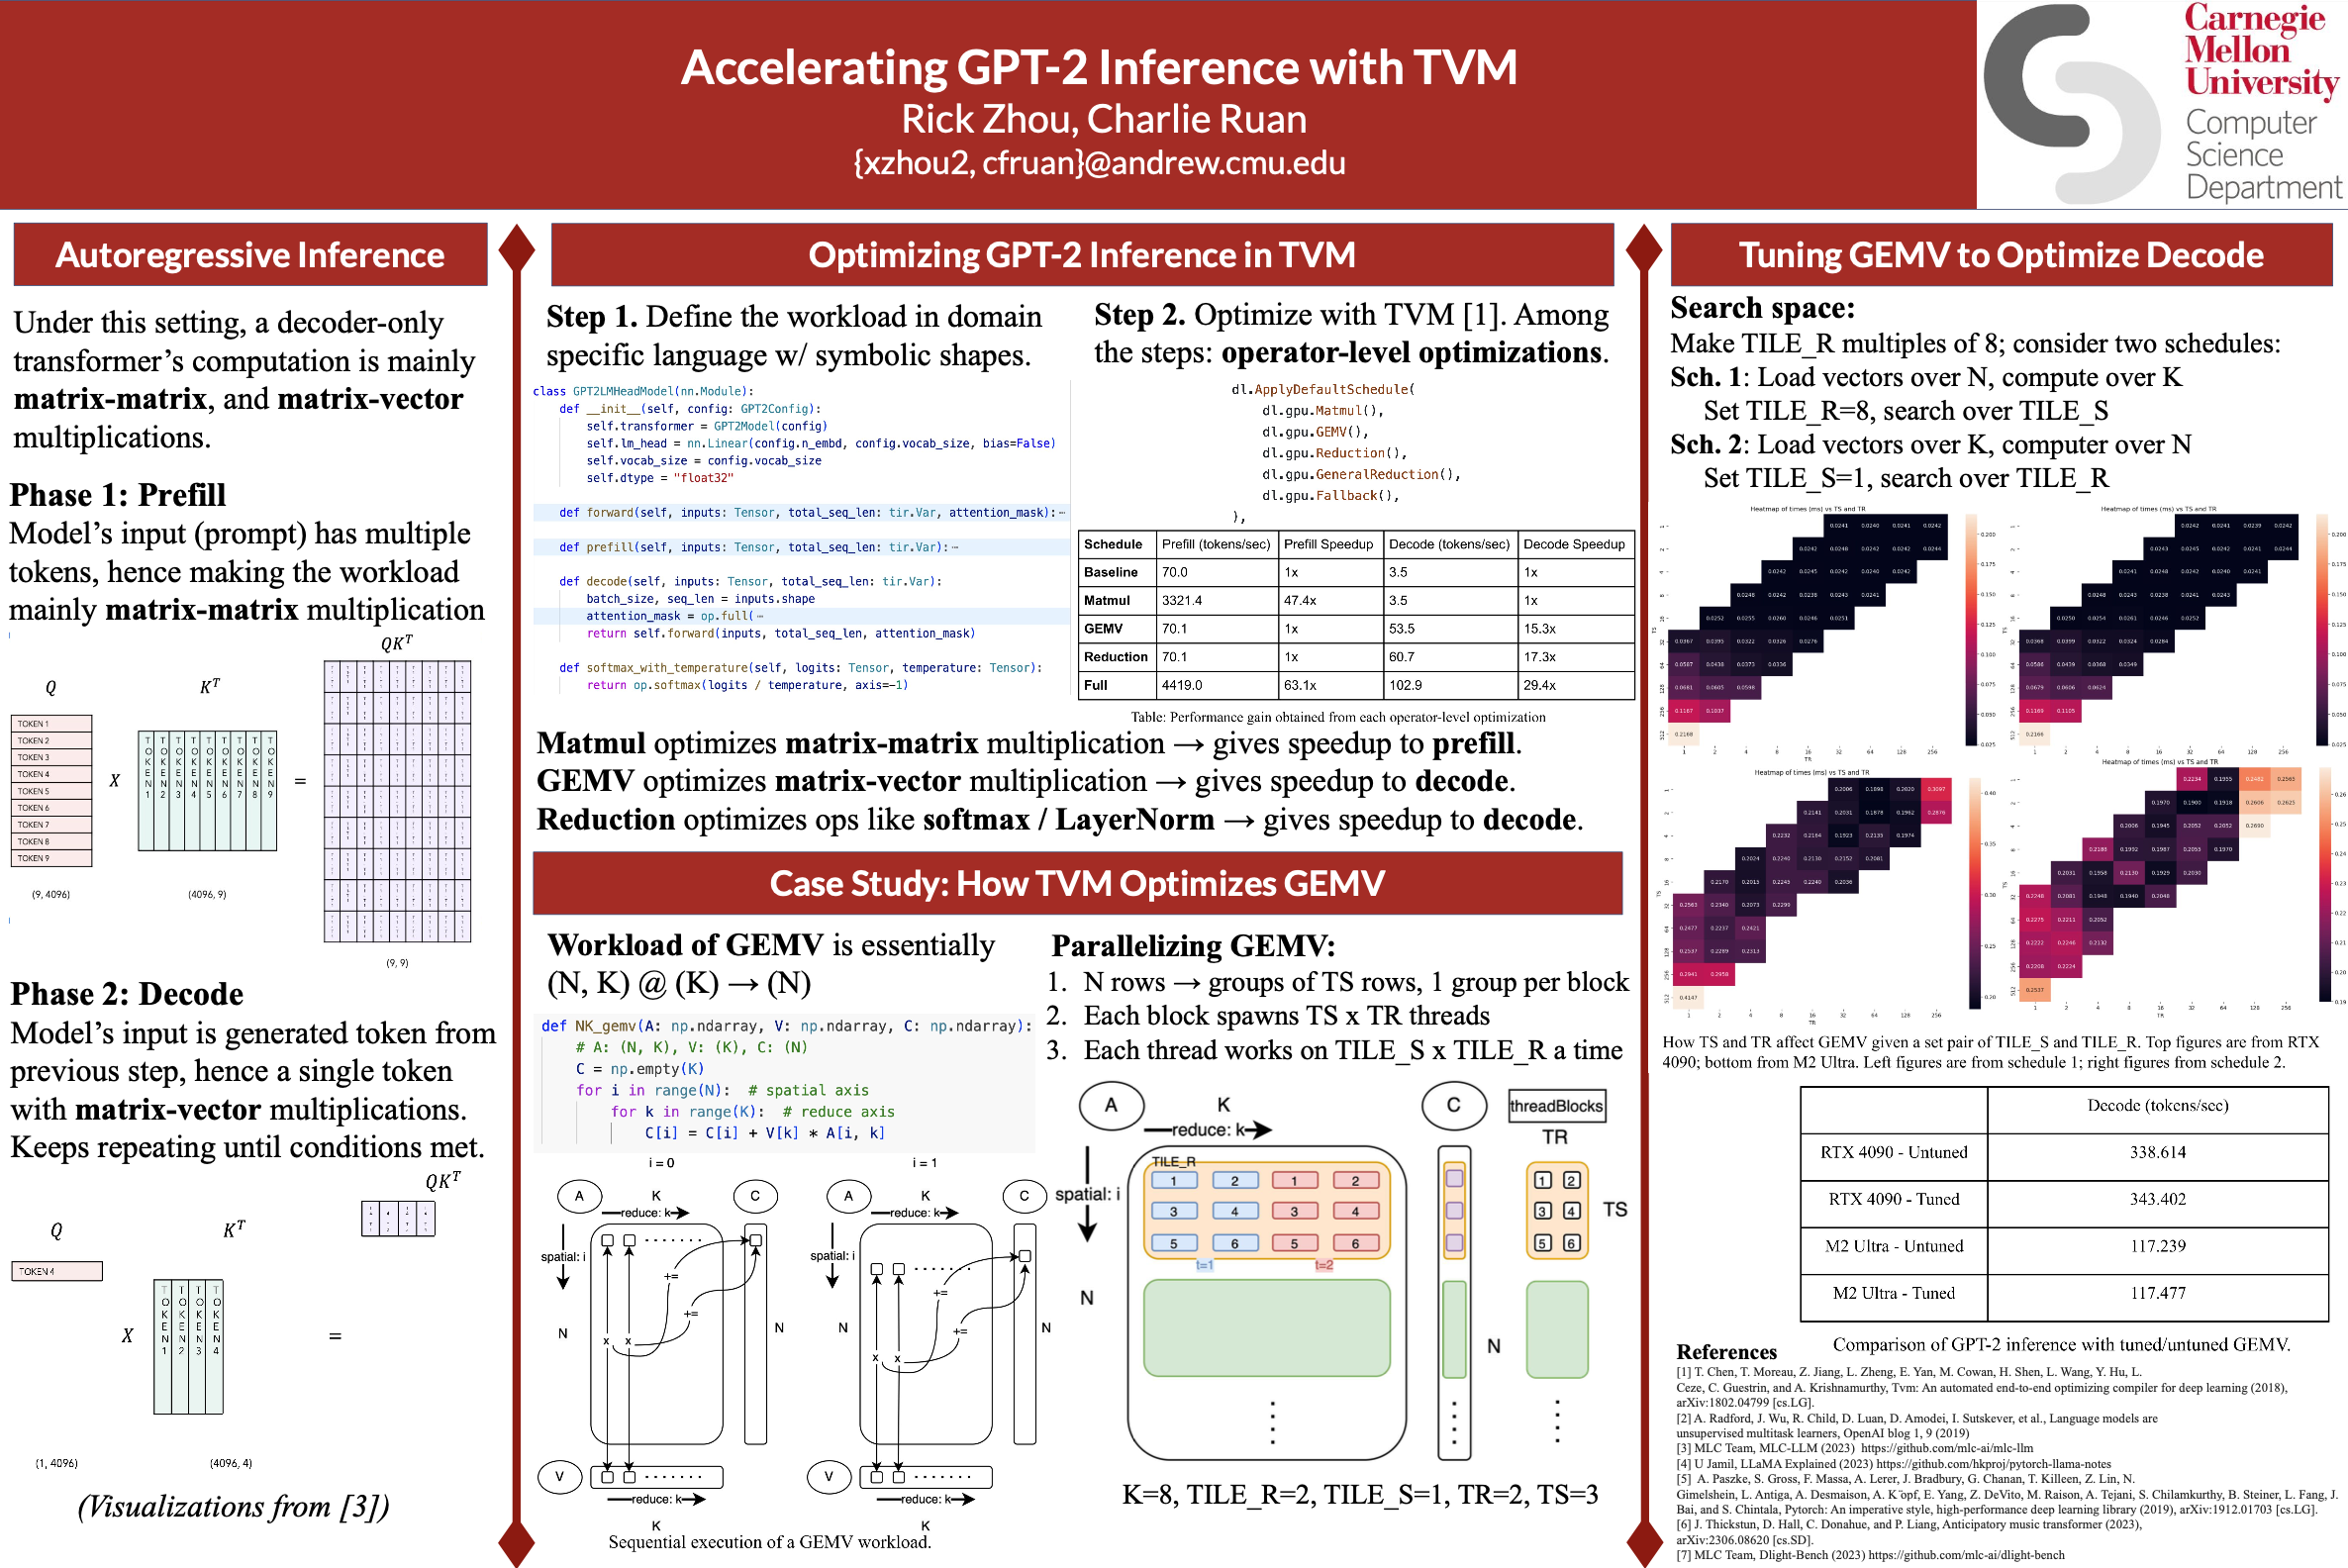 Accelerating GPT-2 Inference with TVM
Rick Zhou, Charlie Ruan
{xzhou2, cfruan}@andrew.cmu.edu
Carnegie
Mellon
University
Computer
Science
Department
Autoregressive Inference
Under this setting, a decoder-only
transformer's computation is mainly
matrix-matrix, and matrix-vector
multiplications.
Phase 1: Prefill
Model's input (prompt) has multiple
tokens, hence making the workload
mainly matrix-matrix multiplication
QK^T
Q
K^T
TOKEN 1
TOKEN 2
TOKEN 3
TOKEN 4
TOKEN 5
TOKEN 6
TOKEN 7
TOKEN 8
TOKEN 9
X
TOKEN 1 TOKEN 2 TOKEN 3 TOKEN 4 TOKEN 5 TOKEN 6 TOKEN 7 TOKEN 8 TOKEN 9
=
(9, 4096)
(4096, 9)
(9, 9)
Phase 2: Decode
Model's input is generated token from
previous step, hence a single token
with matrix-vector multiplications.
Keeps repeating until conditions met.
QK^T
Q
K^T
TOKEN 4
X
TOKEN 1 TOKEN 2 TOKEN 3 TOKEN 4
=
(1, 4096)
(4096, 4)
(Visualizations from [3])
Optimizing GPT-2 Inference in TVM
Step 1. Define the workload in domain
specific language w/ symbolic shapes.
class GPT2LMHeadModel(nn.Module):
def __init__(self, config: GPT2Config):
self.transformer = GPT2Model(config)
self.lm_head = nn.Linear(config.n_embd, config.vocab_size, bias=False)
self.vocab_size = config.vocab_size
self.dtype = "float32"
def forward(self, inputs: Tensor, total_seq_len: tir.Var, attention_mask):⋯
def prefill(self, inputs: Tensor, total_seq_len: tir.Var):⋯
def decode(self, inputs: Tensor, total_seq_len: tir.Var):
batch_size, seq_len = inputs.shape
attention_mask = op.full(⋯
return self.forward(inputs, total_seq_len, attention_mask)
def softmax_with_temperature(self, logits: Tensor, temperature: Tensor):
return op.softmax(logits / temperature, axis=-1)
Step 2. Optimize with TVM [1]. Among
the steps: operator-level optimizations.
dl.ApplyDefaultSchedule(
dl.gpu.Matmul(),
dl.gpu.GEMV(),
dl.gpu.Reduction(),
dl.gpu.GeneralReduction(),
dl.gpu.Fallback(),
),
Schedule Prefill (tokens/sec) Prefill Speedup Decode (tokens/sec) Decode Speedup
Baseline 70.0 1x 3.5 1x
Matmul 3321.4 47.4x 3.5 1x
GEMV 70.1 1x 53.5 15.3x
Reduction 70.1 1x 60.7 17.3x
Full 4419.0 63.1x 102.9 29.4x
Table: Performance gain obtained from each operator-level optimization
Matmul optimizes matrix-matrix multiplication → gives speedup to prefill.
GEMV optimizes matrix-vector multiplication → gives speedup to decode.
Reduction optimizes ops like softmax / LayerNorm → gives speedup to decode.
Case Study: How TVM Optimizes GEMV
Workload of GEMV is essentially
(N, K) @ (K) → (N)
def NK_gemv(A: np.ndarray, V: np.ndarray, C: np.ndarray):
# A: (N, K), V: (K), C: (N)
C = np.empty(K)
for i in range(N): # spatial axis
for k in range(K): # reduce axis
C[i] = C[i] + V[k] * A[i, k]
i = 0
A
K
C
reduce: k
spatial: i
+=
+=
N
N
x x
V
reduce: k
K
i = 1
A
K
C
reduce: k
spatial: i
+=
+=
N
N
x x
V
reduce: k
K
Sequential execution of a GEMV workload.
Parallelizing GEMV:
1. N rows → groups of TS rows, 1 group per block
2. Each block spawns TS x TR threads
3. Each thread works on TILE_S x TILE_R a time
A
K
C
threadBlocks
reduce: k
TR
TILE_R
spatial: i
1 2 1 2
3 4 3 4
5 6 5 6
1 2
3 4
5 6
TS
t=1
t=2
N
N
K=8, TILE_R=2, TILE_S=1, TR=2, TS=3
Tuning GEMV to Optimize Decode
Search space:
Make TILE_R multiples of 8; consider two schedules:
Sch. 1: Load vectors over N, compute over K
Set TILE_R=8, search over TILE_S
Sch. 2: Load vectors over K, computer over N
Set TILE_S=1, search over TILE_R
Heatmap of times (ms) vs TS and TR
Heatmap of times (ms) vs TS and TR
Heatmap of times (ms) vs TS and TR
Heatmap of times (ms) vs TS and TR
How TS and TR affect GEMV given a set pair of TILE_S and TILE_R. Top figures are from RTX
4090; bottom from M2 Ultra. Left figures are from schedule 1; right figures from schedule 2.
Decode (tokens/sec)
RTX 4090 - Untuned 338.614
RTX 4090 - Tuned 343.402
M2 Ultra - Untuned 117.239
M2 Ultra - Tuned 117.477
Comparison of GPT-2 inference with tuned/untuned GEMV.
References
[1] T. Chen, T. Moreau, Z. Jiang, L. Zheng, E. Yan, M. Cowan, H. Shen, L. Wang, Y. Hu, L.
Ceze, C. Guestrin, and A. Krishnamurthy, Tvm: An automated end-to-end optimizing compiler for deep learning (2018),
arXiv:1802.04799 [cs.LG].
[2] A. Radford, J. Wu, R. Child, D. Luan, D. Amodei, I. Sutskever, et al., Language models are
unsupervised multitask learners, OpenAI blog 1, 9 (2019)
[3] MLC Team, MLC-LLM (2023) https://github.com/mlc-ai/mlc-llm
[4] U Jamil, LLaMA Explained (2023) https://github.com/hkproj/pytorch-llama-notes
[5] A. Paszke, S. Gross, F. Massa, A. Lerer, J. Bradbury, G. Chanan, T. Killeen, Z. Lin, N.
Gimelshein, L. Antiga, A. Desmaison, A. K¨opf, E. Yang, Z. DeVito, M. Raison, A. Tejani, S. Chilamkurthy, B. Steiner, L. Fang, J.
Bai, and S. Chintala, Pytorch: An imperative style, high-performance deep learning library (2019), arXiv:1912.01703 [cs.LG].
[6] J. Thickstun, D. Hall, C. Donahue, and P. Liang, Anticipatory music transformer (2023),
arXiv:2306.08620 [cs.SD].
[7] MLC Team, Dlight-Bench (2023) https://github.com/mlc-ai/dlight-bench